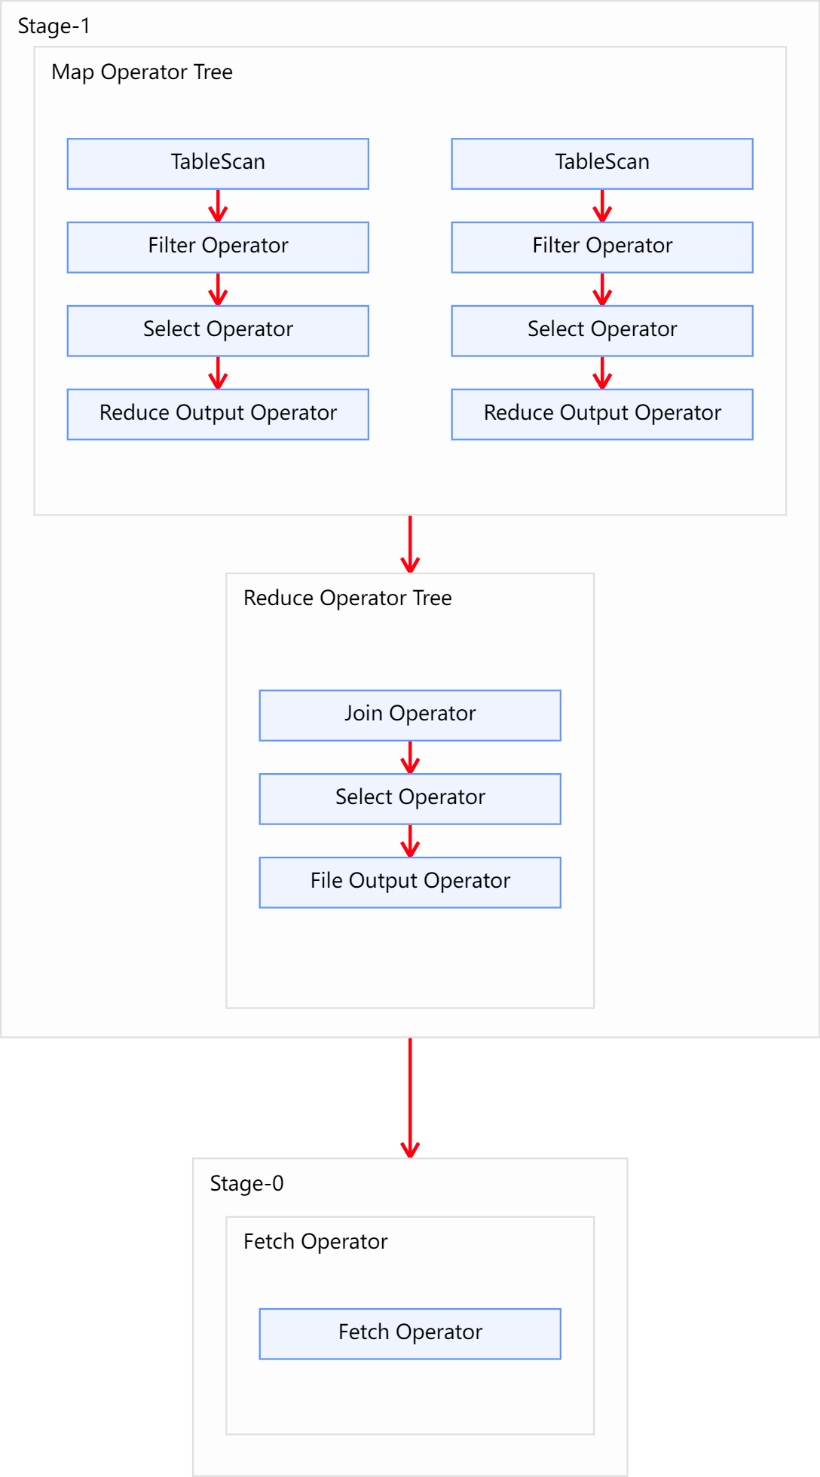 Stage-1
Map Operator Tree
TableScan
TableScan
Filter Operator
Filter Operator
Select Operator
Select Operator
Reduce Output Operator
Reduce Output Operator
Reduce Operator Tree
Join Operator
Select Operator
File Output Operator
Stage-0
Fetch Operator
Fetch Operator